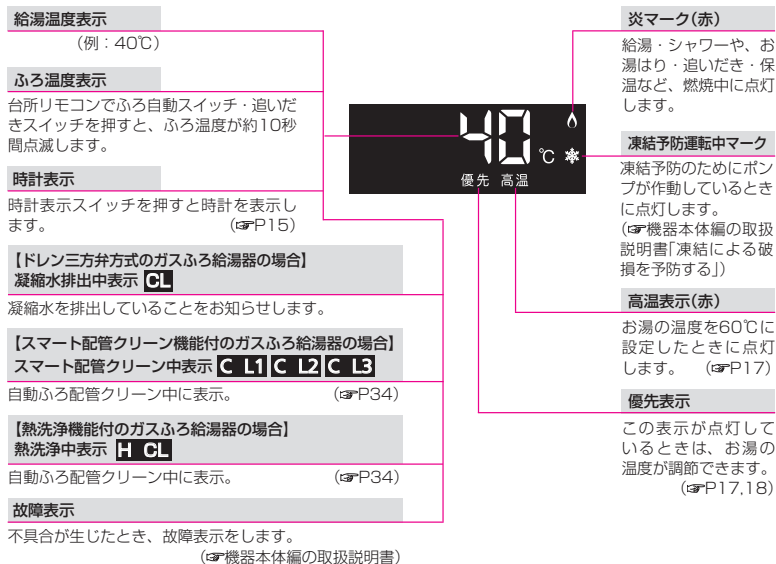 給湯温度表示
(例：40℃)
ふろ温度表示
台所リモコンでふろ自動スイッチ・追いだ
きスイッチを押すと、ふろ温度が約10秒
間点滅します。
時計表示
時計表示スイッチを押すと時計を表示し
ます。 (☞P15)
【ドレン三方弁方式のガスふろ給湯器の場合】
凝縮水排出中表示 CL
凝縮水を排出していることをお知らせします。
【スマート配管クリーン機能付のガスふろ給湯器の場合】
スマート配管クリーン中表示 C L1 C L2 C L3
自動ふろ配管クリーン中に表示。 (☞P34)
【熱洗浄機能付のガスふろ給湯器の場合】
熱洗浄中表示 H CL
自動ふろ配管クリーン中に表示。 (☞P34)
故障表示
不具合が生じたとき、故障表示をします。
(☞機器本体編の取扱説明書)
40 ℃
優先 高温
炎マーク(赤)
給湯・シャワーや、お
湯はり・追いだき・保
温など、燃焼中に点灯
します。
凍結予防運転中マーク
凍結予防のためにポン
プが作動しているとき
に点灯します。
(☞機器本体編の取扱
説明書「凍結による破
損を予防する」)
高温表示(赤)
お湯の温度を60℃に
設定したときに点灯
します。 (☞P17)
優先表示
この表示が点灯して
いるときは、お湯の
温度が調節できます。
(☞P17,18)